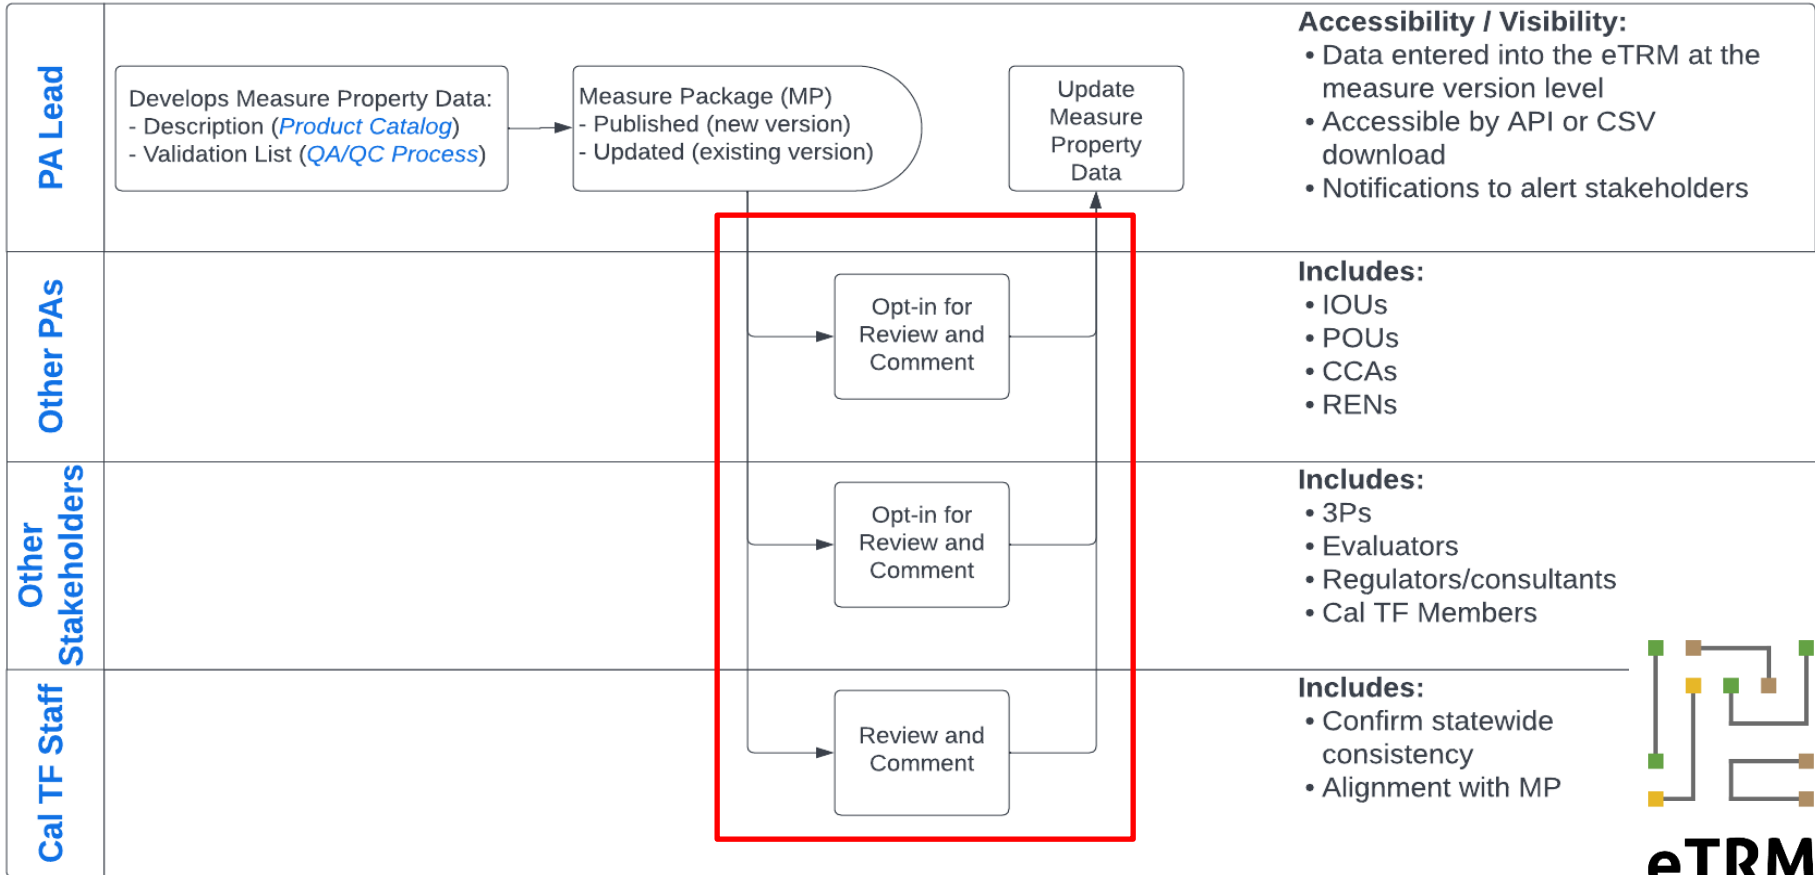 PA Lead
Develops Measure Property Data:
- Description (Product Catalog)
- Validation List (QA/QC Process)
Measure Package (MP)
- Published (new version)
- Updated (existing version)
Update
Measure
Property
Data
Accessibility / Visibility:
• Data entered into the eTRM at the
measure version level
• Accessible by API or CSV
download
• Notifications to alert stakeholders
Other PAs
Opt-in for
Review and
Comment
Includes:
• IOUs
• POUs
• CCAs
• RENs
Other
Stakeholders
Opt-in for
Review and
Comment
Includes:
• 3Ps
• Evaluators
• Regulators/consultants
• Cal TF Members
Cal TF Staff
Review and
Comment
Includes:
• Confirm statewide
consistency
• Alignment with MP
eTRM